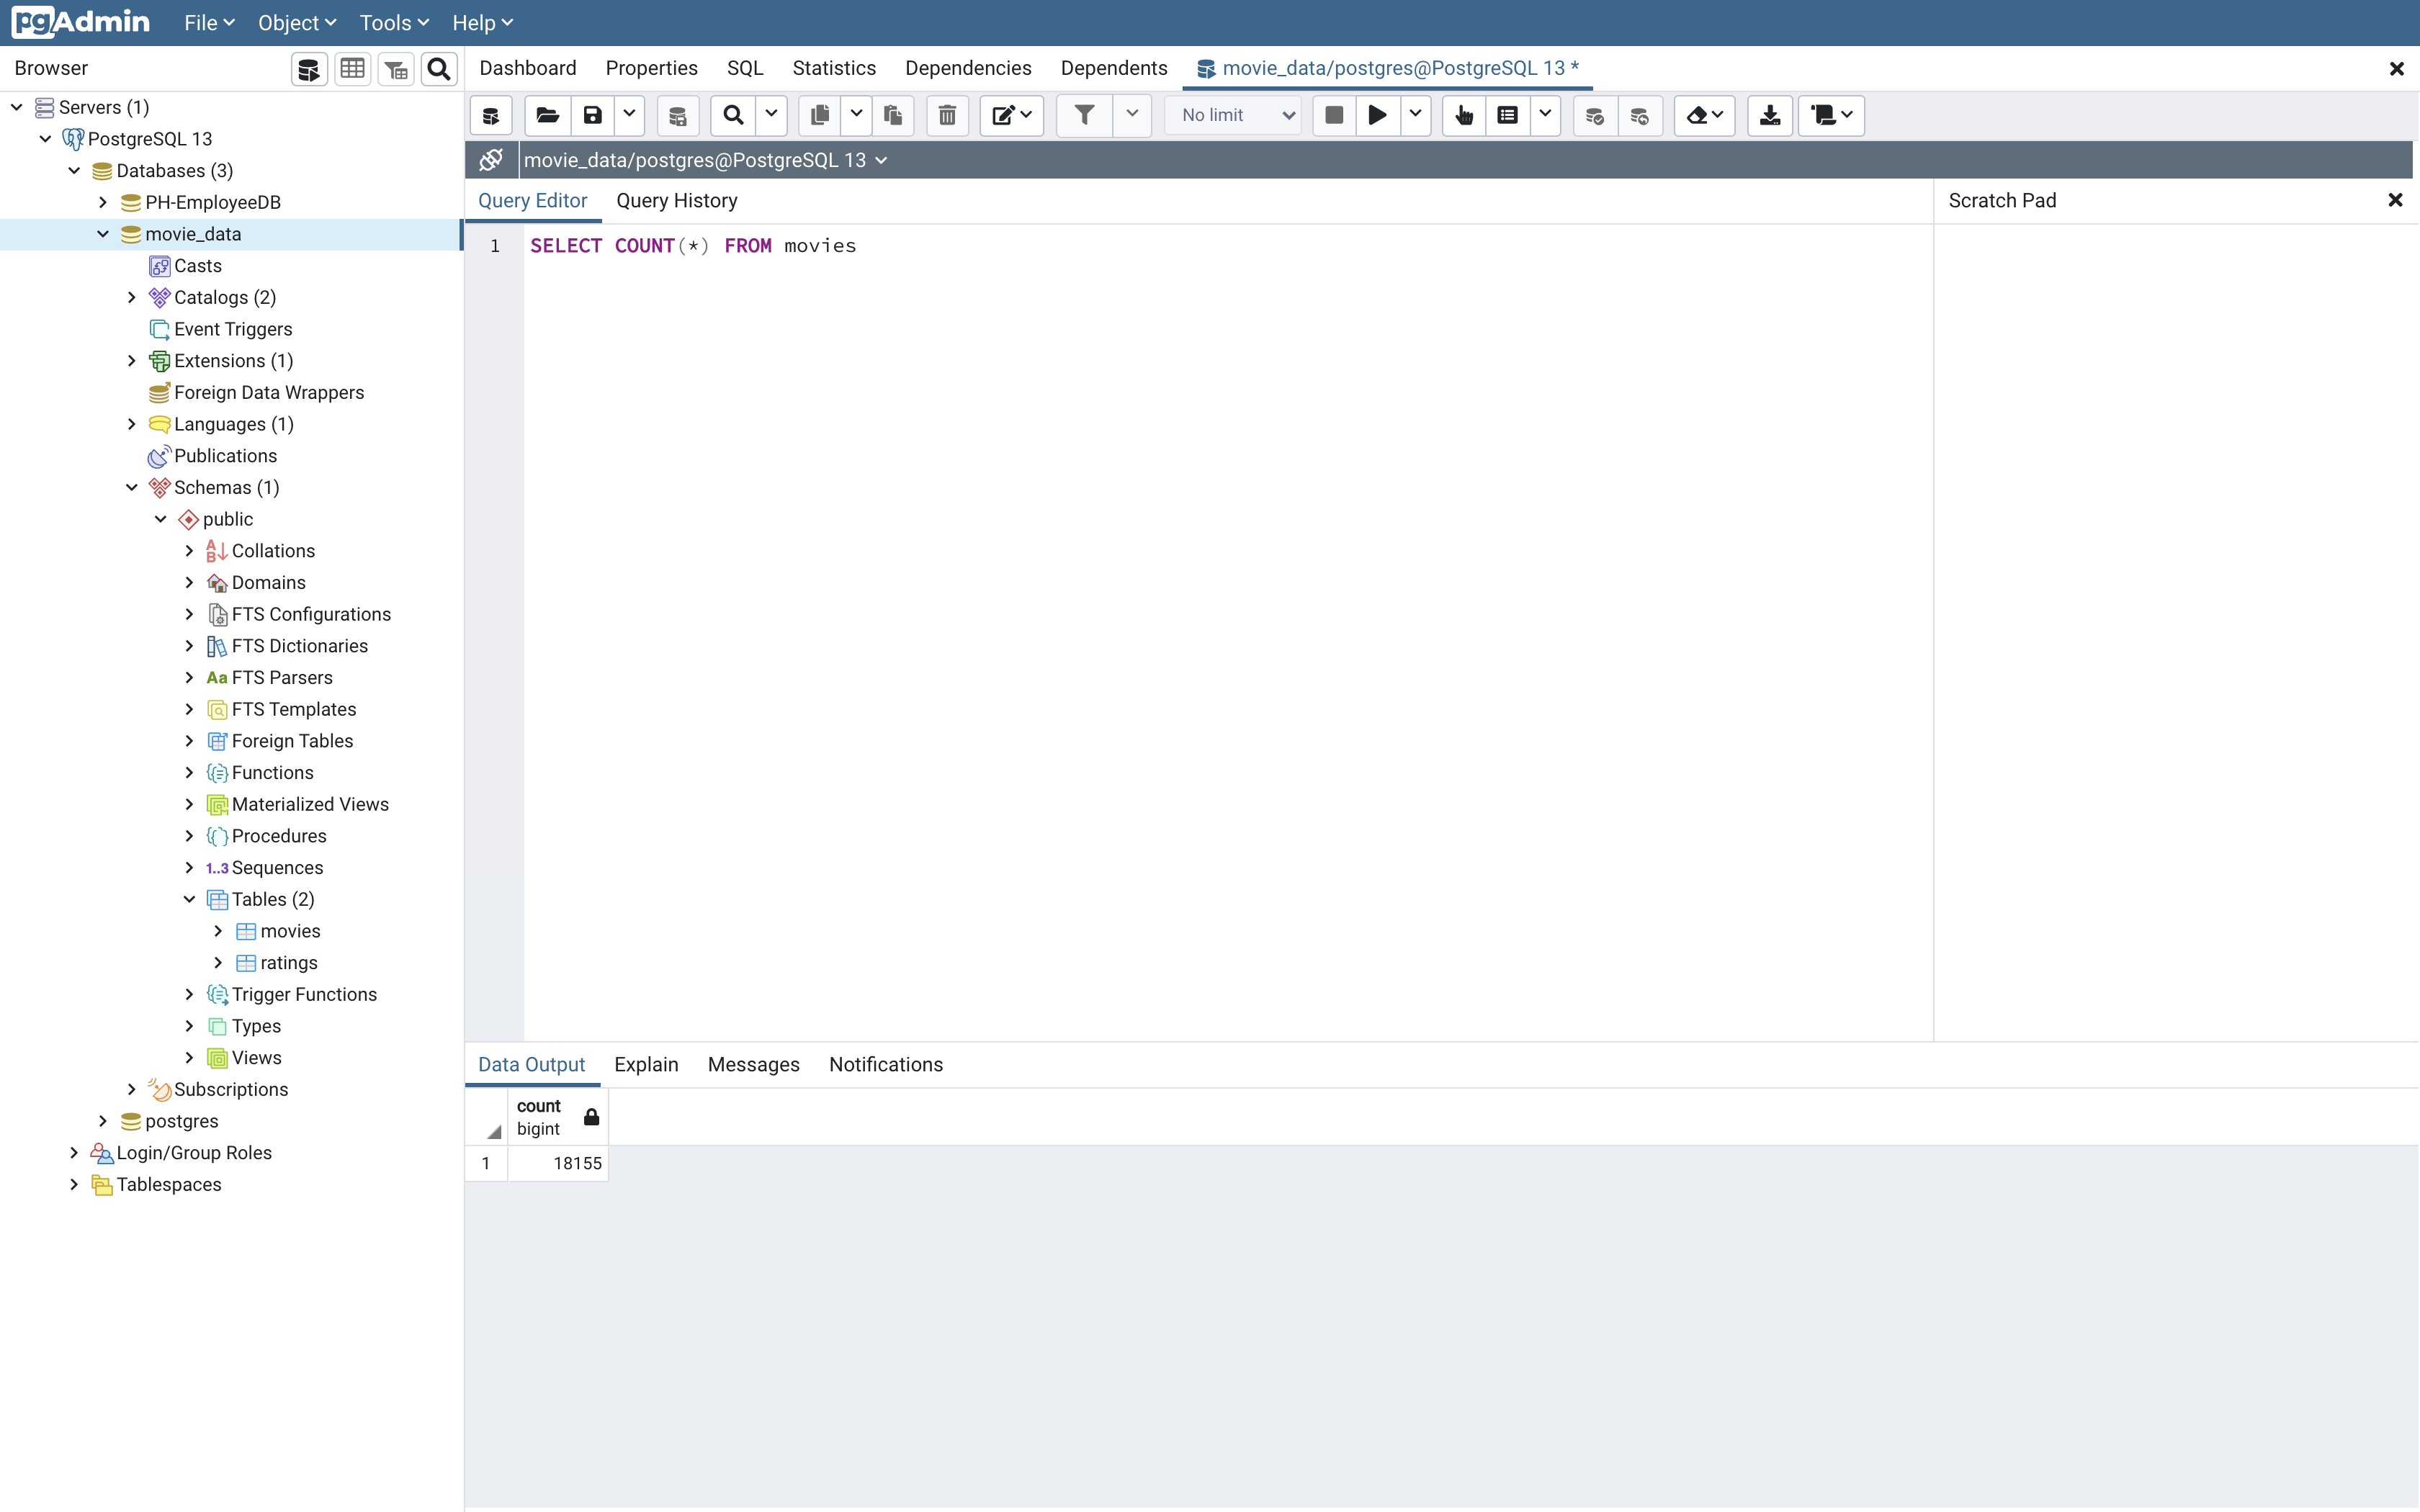 pgAdmin File Object Tools Help
Browser
Dashboard Properties SQL Statistics Dependencies Dependents movie_data/postgres@PostgreSQL 13 *
Servers (1)
PostgreSQL 13
Databases (3)
PH-EmployeeDB
movie_data
Casts
Catalogs (2)
Event Triggers
Extensions (1)
Foreign Data Wrappers
Languages (1)
Publications
Schemas (1)
public
Collations
Domains
FTS Configurations
FTS Dictionaries
Aa FTS Parsers
FTS Templates
Foreign Tables
Functions
Materialized Views
Procedures
1..3 Sequences
Tables (2)
movies
ratings
Trigger Functions
Types
Views
Subscriptions
postgres
Login/Group Roles
Tablespaces
No limit
movie_data/postgres@PostgreSQL 13
Query Editor Query History
Scratch Pad
1 SELECT COUNT(*) FROM movies
Data Output Explain Messages Notifications
count
bigint
1 18155